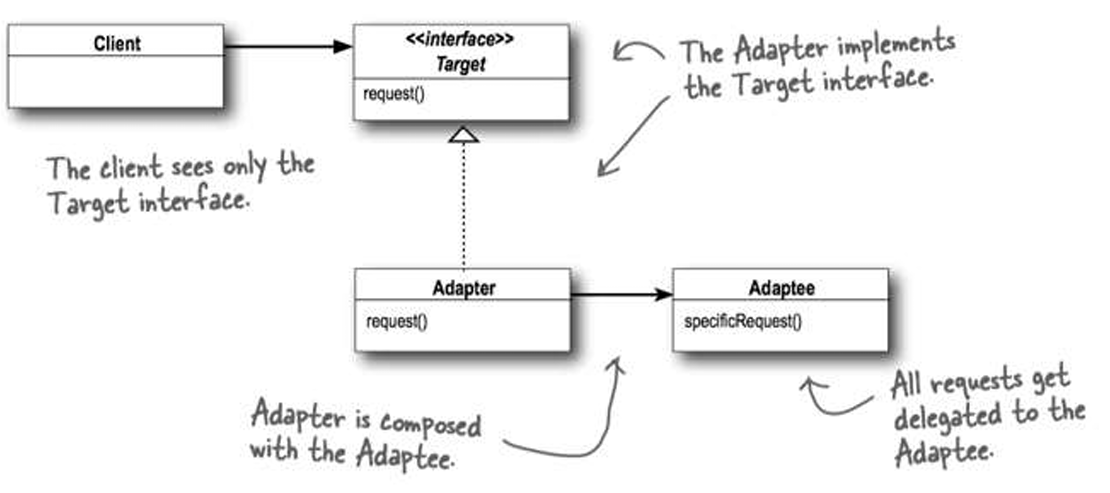 Client
<<interface>>
Target
request()
The Adapter implements
the Target interface.
The client sees only the
Target interface.
Adapter
request()
Adaptee
specificRequest()
Adapter is composed
with the Adaptee.
All requests get
delegated to the
Adaptee.